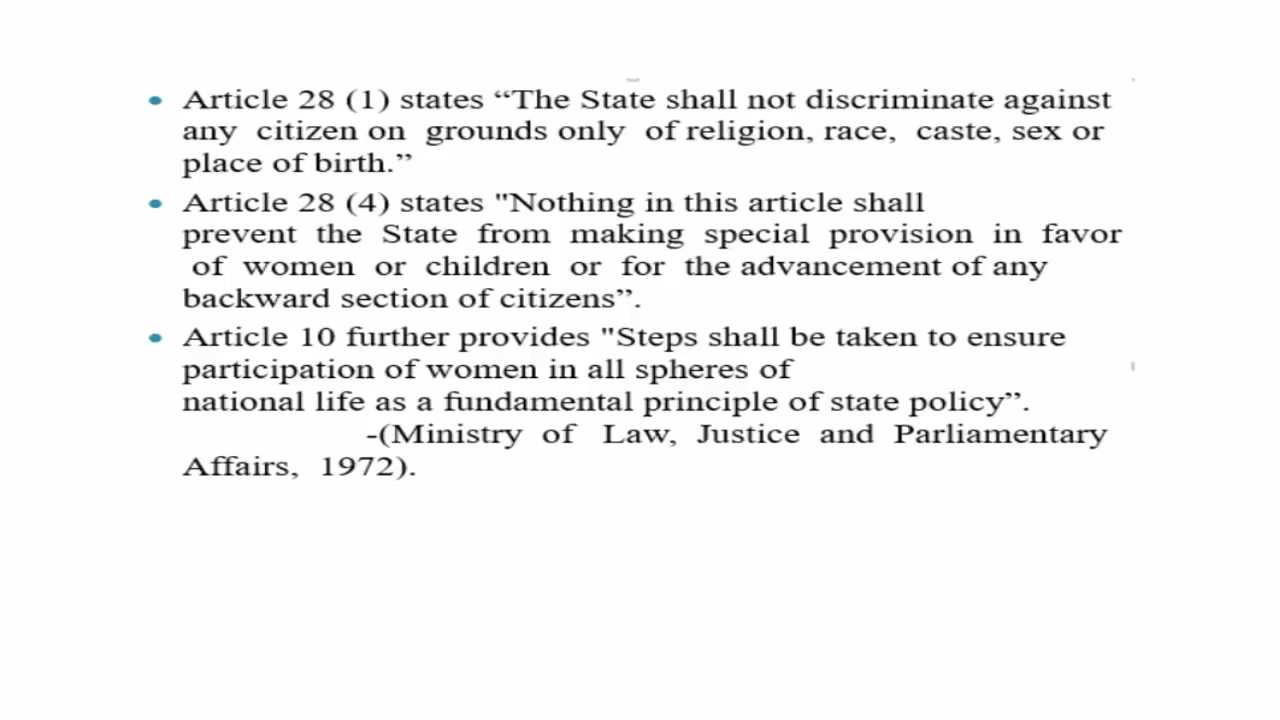 • Article 28 (1) states “The State shall not discriminate against
any citizen on grounds only of religion, race, caste, sex or
place of birth.”
• Article 28 (4) states "Nothing in this article shall
prevent the State from making special provision in favor
of women or children or for the advancement of any
backward section of citizens”.
• Article 10 further provides "Steps shall be taken to ensure
participation of women in all spheres of
national life as a fundamental principle of state policy”.
-(Ministry of Law, Justice and Parliamentary
Affairs, 1972).